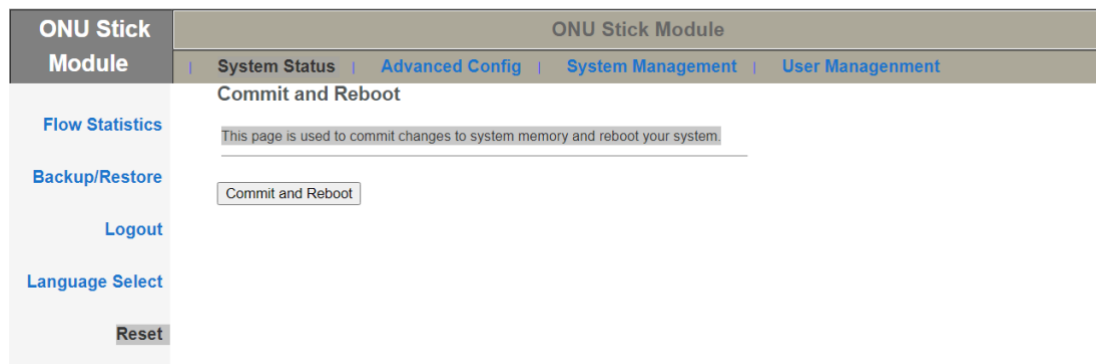 ONU Stick Module
ONU Stick Module
| System Status | Advanced Config | System Management | User Managenment
Commit and Reboot
Flow Statistics
This page is used to commit changes to system memory and reboot your system.
Backup/Restore
Commit and Reboot
Logout
Language Select
Reset